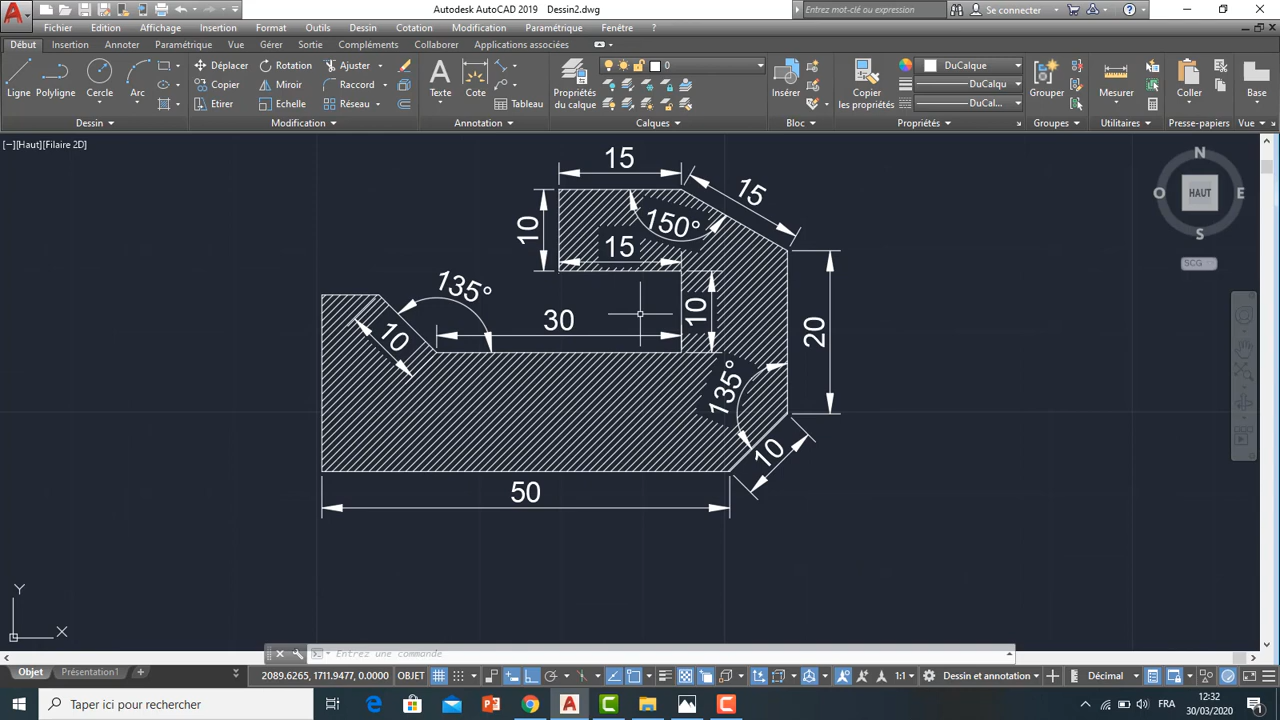 Autodesk AutoCAD 2019 Dessin2.dwg
Entrez mot-clé ou expression
Se connecter
Fichier Edition Affichage Insertion Format Outils Dessin Cotation Modification Paramétrique Fenêtre
Début Insertion Annoter Paramétrique Vue Gérer Sortie Compléments Collaborer Applications associées
Ligne Polyligne Cercle Arc
Déplacer Rotation Ajuster
Copier Miroir Raccord
Etirer Echelle Réseau
Texte Cote Tableau
Propriétés
du calque
0
Insérer
Copier
les propriétés
DuCalque
DuCalqu
DuCal...
Grouper
Mesurer
Coller
Base
Dessin Modification Annotation Calques Bloc Propriétés Groupes Utilitaires Presse-papiers Vue
[−][Haut][Filaire 2D]
N
O HAUT E
S
SCG
15
15
10
150°
15
135°
10
30
10
20
135°
10
50
Y
X
Entrez une commande
Objet Présentation1 +
2089.6265, 1711.9477, 0.0000 OBJET
1:1
Dessin et annotation
Décimal
Taper ici pour rechercher
FRA
12:32
30/03/2020
1